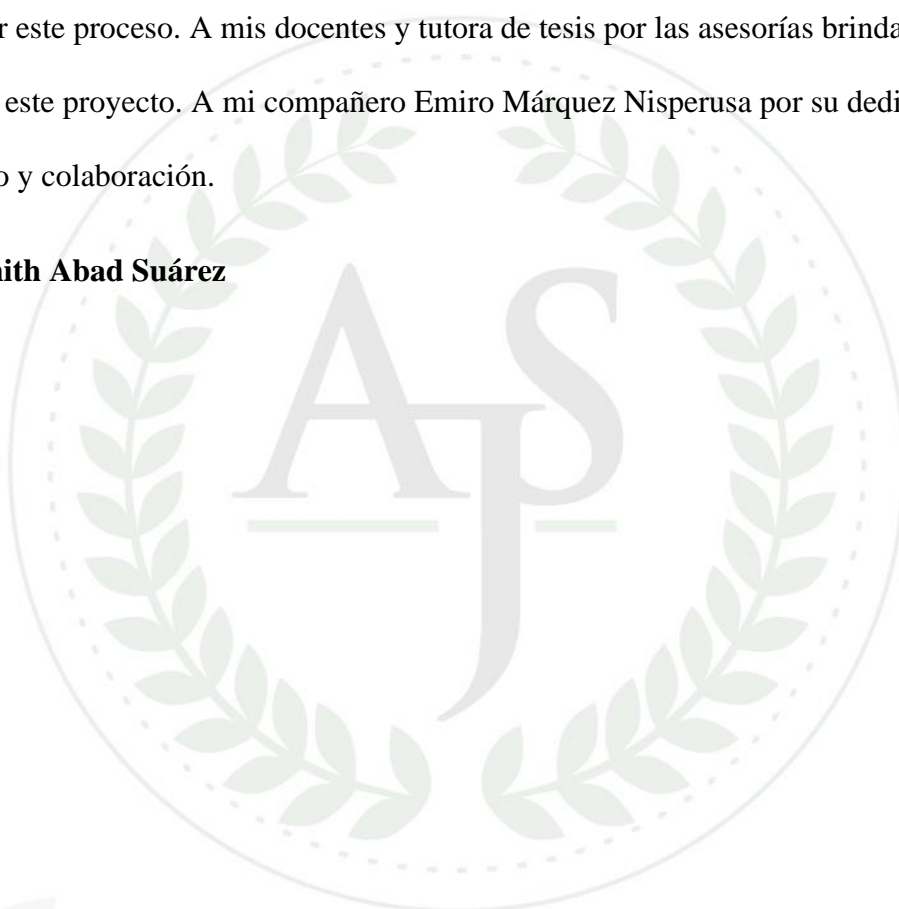 r este proceso. A mis docentes y tutora de tesis por las asesorías brinda
este proyecto. A mi compañero Emiro Márquez Nisperusa por su dedi
o y colaboración.
ith Abad Suárez
AJS